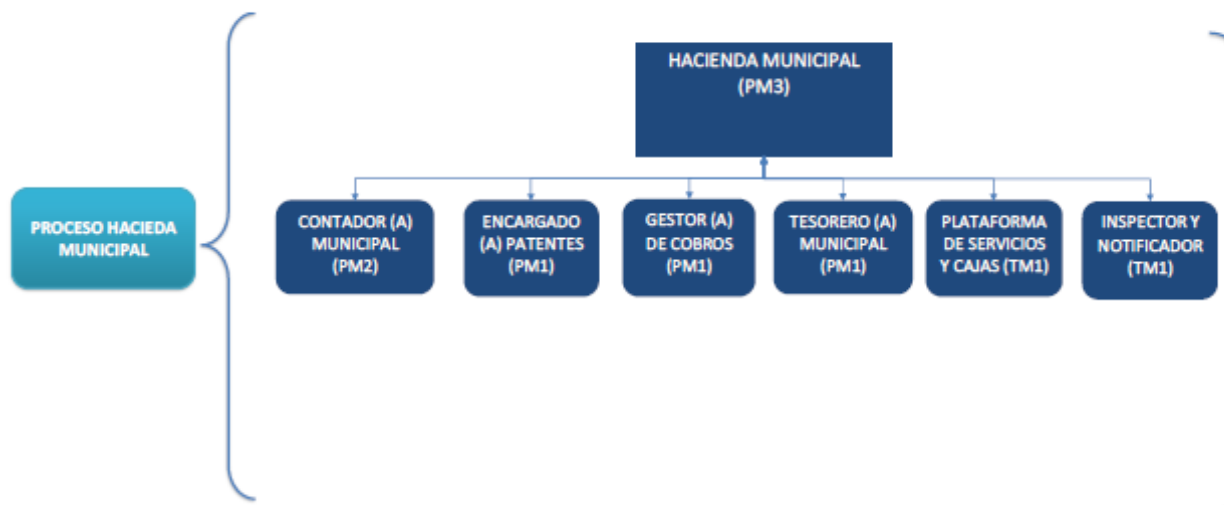 HACIENDA MUNICIPAL
(PM3)
PROCESO HACIEDA
MUNICIPAL
CONTADOR (A)
MUNICIPAL
(PM2)
ENCARGADO
(A) PATENTES
(PM1)
GESTOR (A)
DE COBROS
(PM1)
TESORERO (A)
MUNICIPAL
(PM1)
PLATAFORMA
DE SERVICIOS
Y CAJAS (TM1)
INSPECTOR Y
NOTIFICADOR
(TM1)